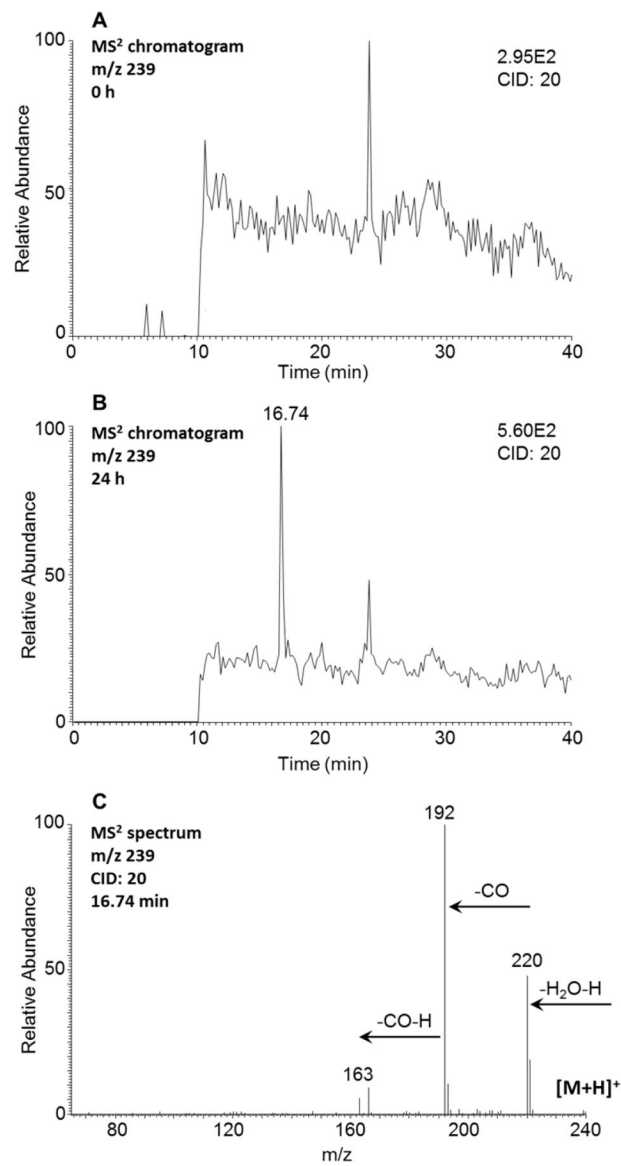 A
MS² chromatogram
m/z 239
0 h
2.95E2
CID: 20
100
50
0
Relative Abundance
0 10 20 30 40
Time (min)
B
MS² chromatogram
m/z 239
24 h
16.74
5.60E2
CID: 20
100
50
0
Relative Abundance
0 10 20 30 40
Time (min)
C
MS² spectrum
m/z 239
CID: 20
16.74 min
192
-CO
220
-H₂O-H
-CO-H
163
[M+H]⁺
100
50
0
Relative Abundance
80 120 160 200 240
m/z